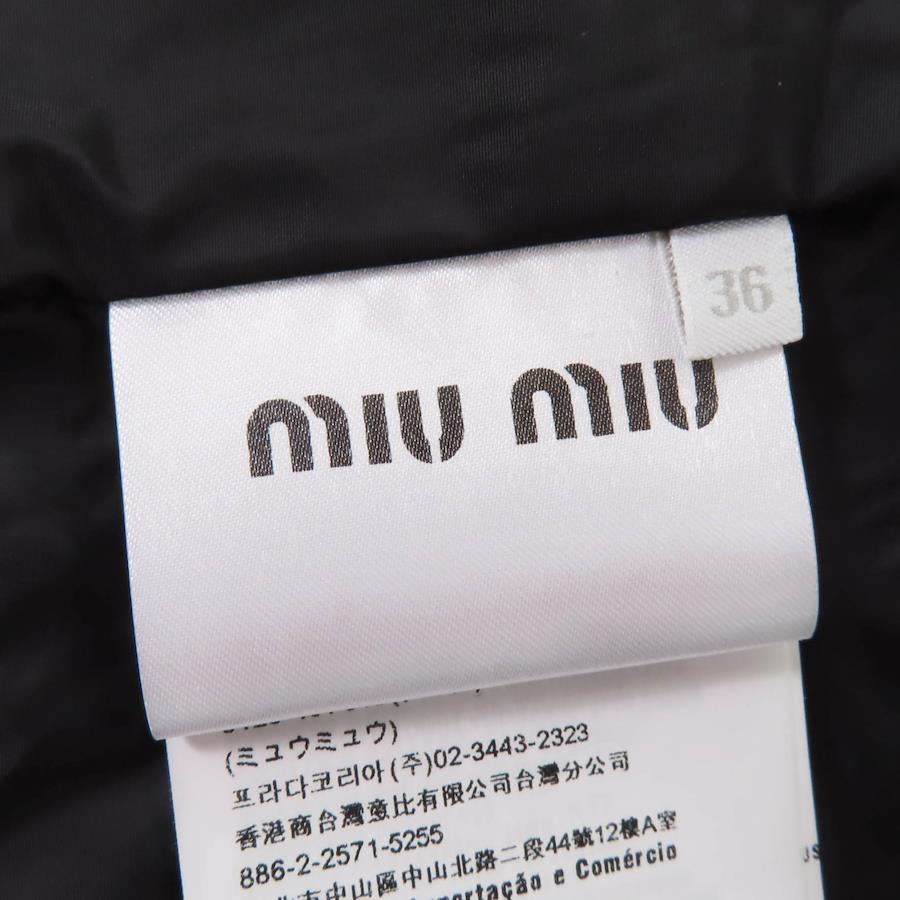 36
miu miu
(ミュウミュウ)
프라다코리아(주)02-3443-2323
香港商台灣意比有限公司台灣分公司
886-2-2571-5255
北市中山區中山北路二段44號12樓A室
e Comércio